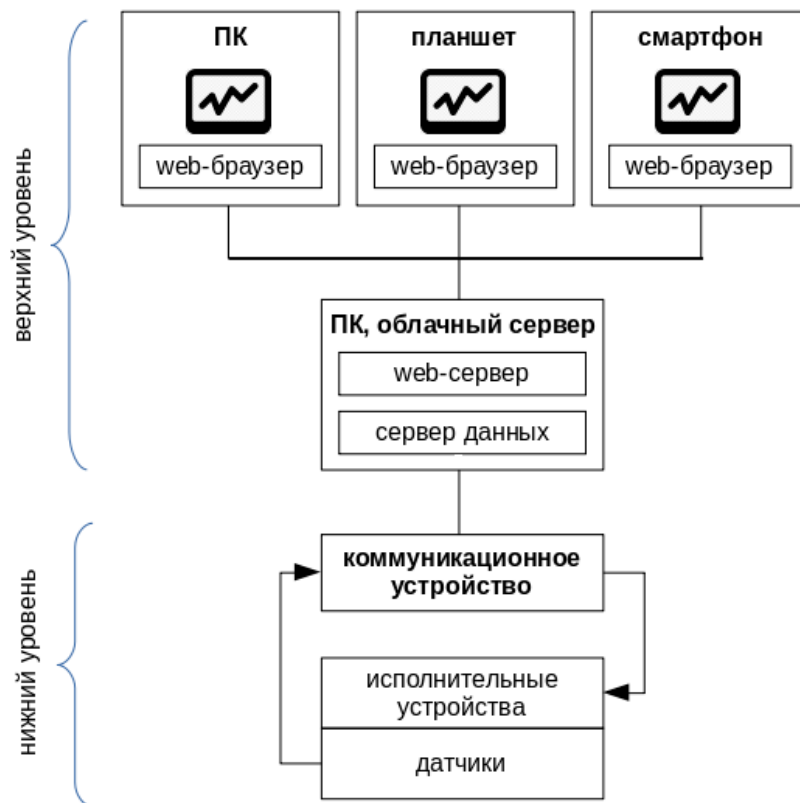 ПК
планшет
смартфон
web-браузер
web-браузер
web-браузер
верхний уровень
ПК, облачный сервер
web-сервер
сервер данных
нижний уровень
коммуникационное
устройство
исполнительные
устройства
датчики